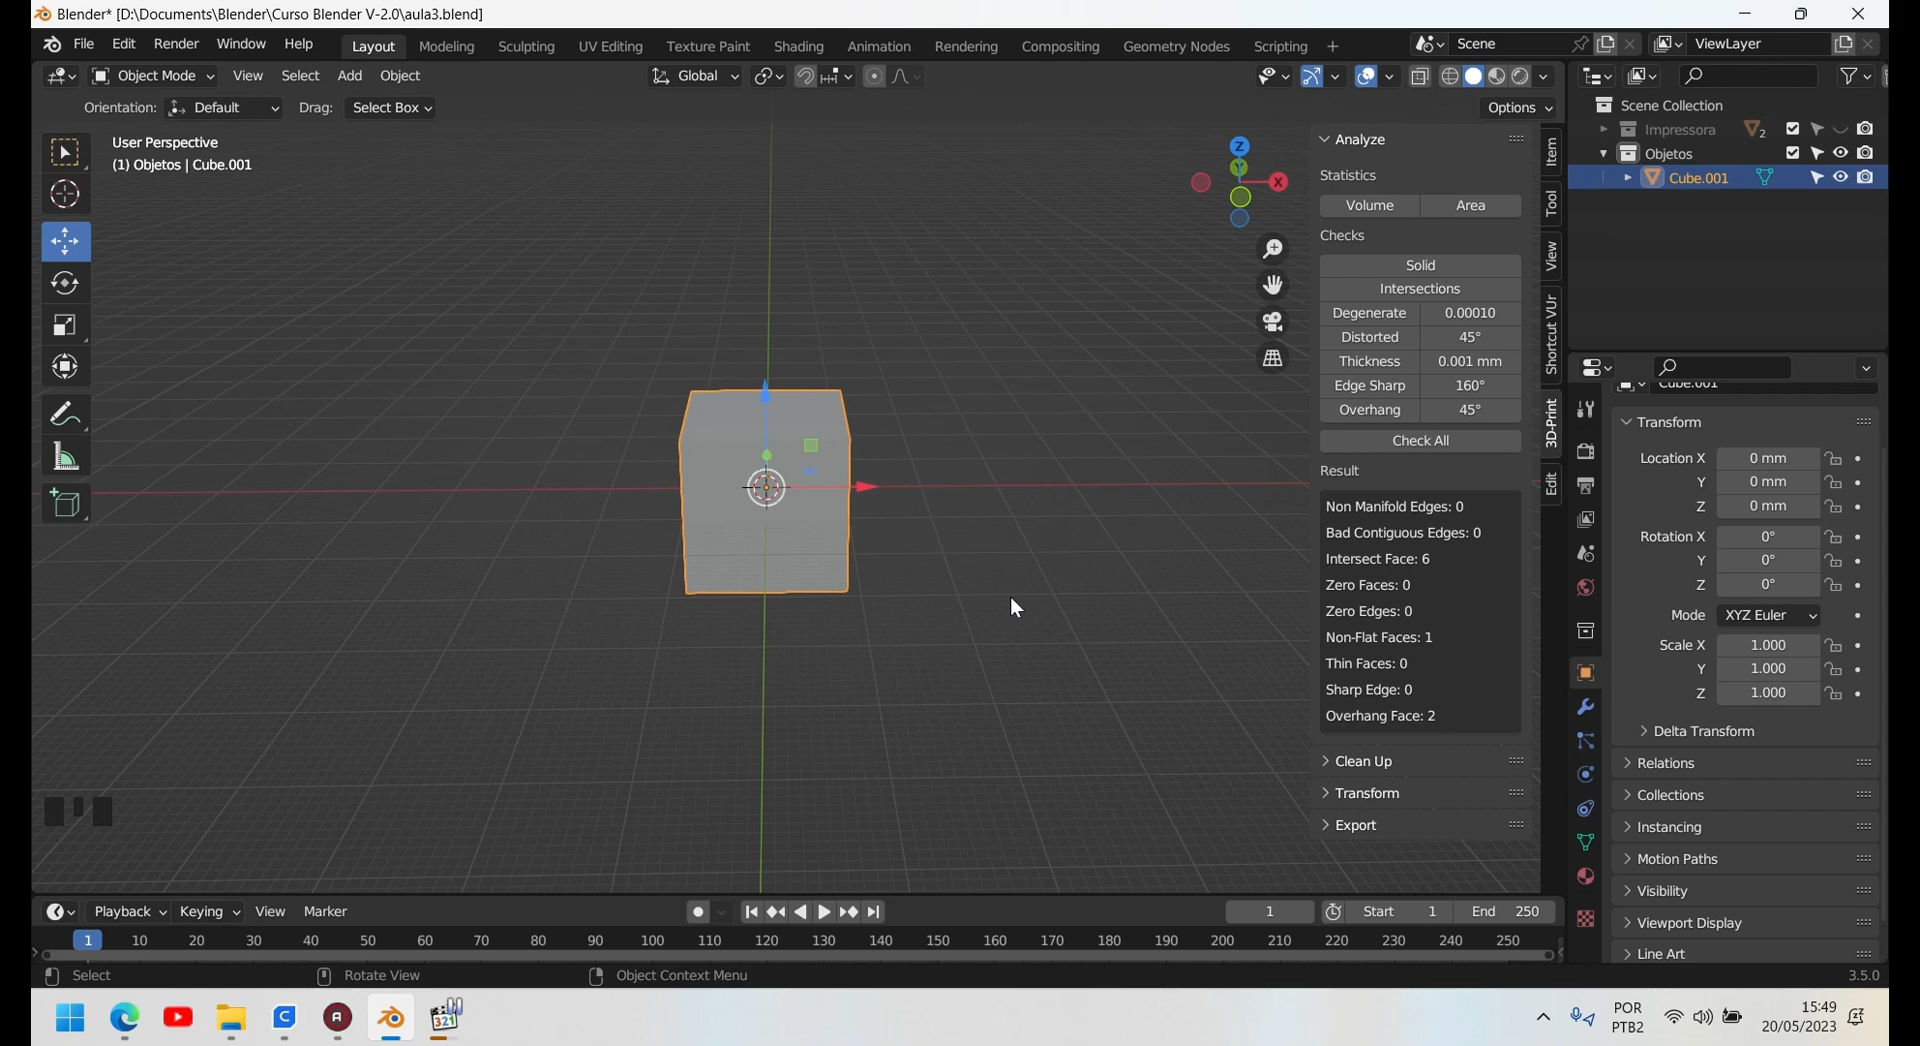 Blender* [D:\Documents\Blender\Curso Blender V-2.0\aula3.blend]
File Edit Render Window Help Layout Modeling Sculpting UV Editing Texture Paint Shading Animation Rendering Compositing Geometry Nodes Scripting + Scene ViewLayer
Object Mode View Select Add Object Global
Orientation: Default Drag: Select Box Options
User Perspective
(1) Objetos | Cube.001
Z
Y
X
Analyze
Statistics
Volume Area
Checks
Solid
Intersections
Degenerate 0.00010
Distorted 45°
Thickness 0.001 mm
Edge Sharp 160°
Overhang 45°
Check All
Result
Non Manifold Edges: 0
Bad Contiguous Edges: 0
Intersect Face: 6
Zero Faces: 0
Zero Edges: 0
Non-Flat Faces: 1
Thin Faces: 0
Sharp Edge: 0
Overhang Face: 2
Clean Up
Transform
Export
Item
Tool
View
Shortcut VUr
3D-Print
Edit
Scene Collection
Impressora 2
Objetos
Cube.001
Cube.001
Transform
Location X 0 mm
Y 0 mm
Z 0 mm
Rotation X 0°
Y 0°
Z 0°
Mode XYZ Euler
Scale X 1.000
Y 1.000
Z 1.000
Delta Transform
Relations
Collections
Instancing
Motion Paths
Visibility
Viewport Display
Line Art
Playback Keying View Marker 1 Start 1 End 250
1 10 20 30 40 50 60 70 80 90 100 110 120 130 140 150 160 170 180 190 200 210 220 230 240 250
Select Rotate View Object Context Menu 3.5.0
321
POR
PTB2
15:49
20/05/2023